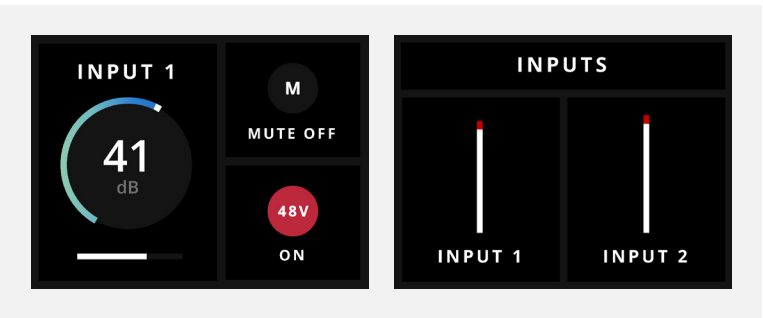 INPUT 1
41
dB
M
MUTE OFF
48V
ON
INPUTS
INPUT 1
INPUT 2